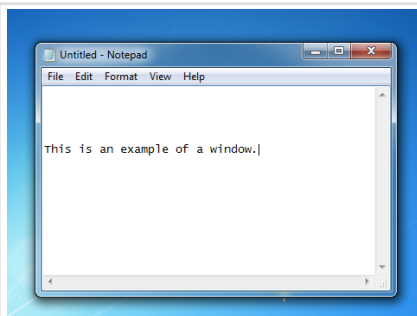 Untitled - Notepad
File Edit Format View Help
This is an example of a window.